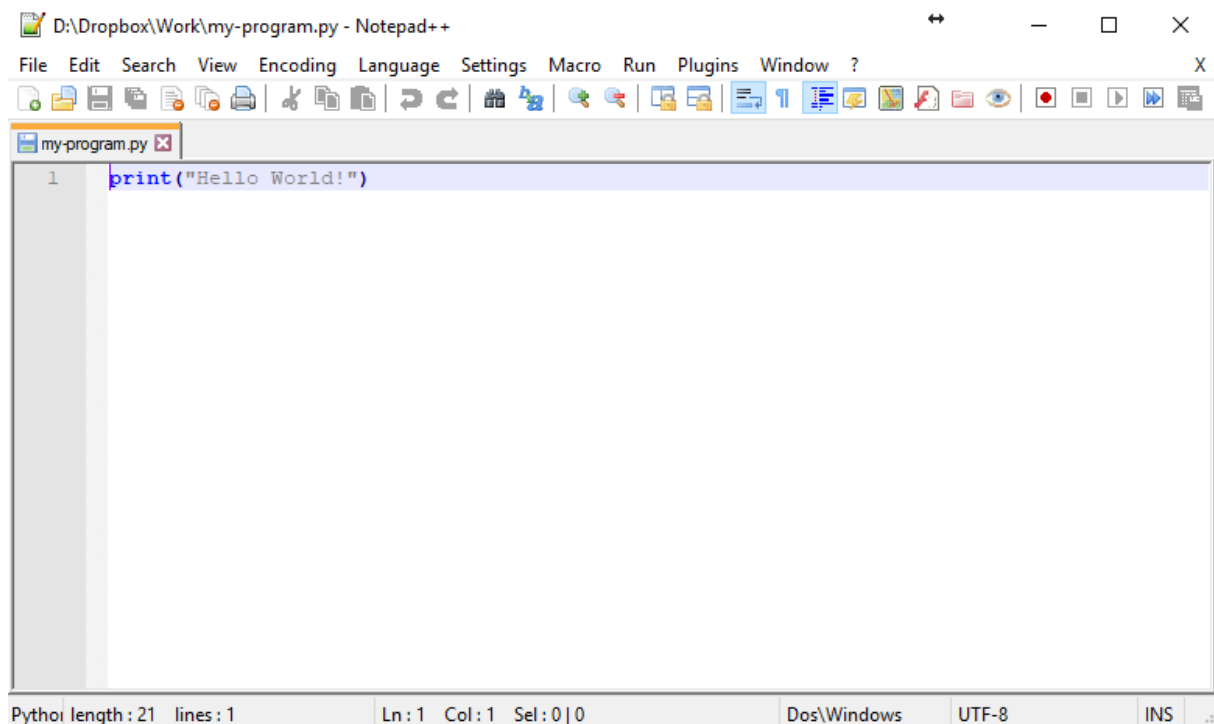 D:\Dropbox\Work\my-program.py - Notepad++
File Edit Search View Encoding Language Settings Macro Run Plugins Window ? X
my-program.py
1 print("Hello World!")
Pythor length : 21 lines : 1 Ln : 1 Col : 1 Sel : 0 | 0 Dos\Windows UTF-8 INS